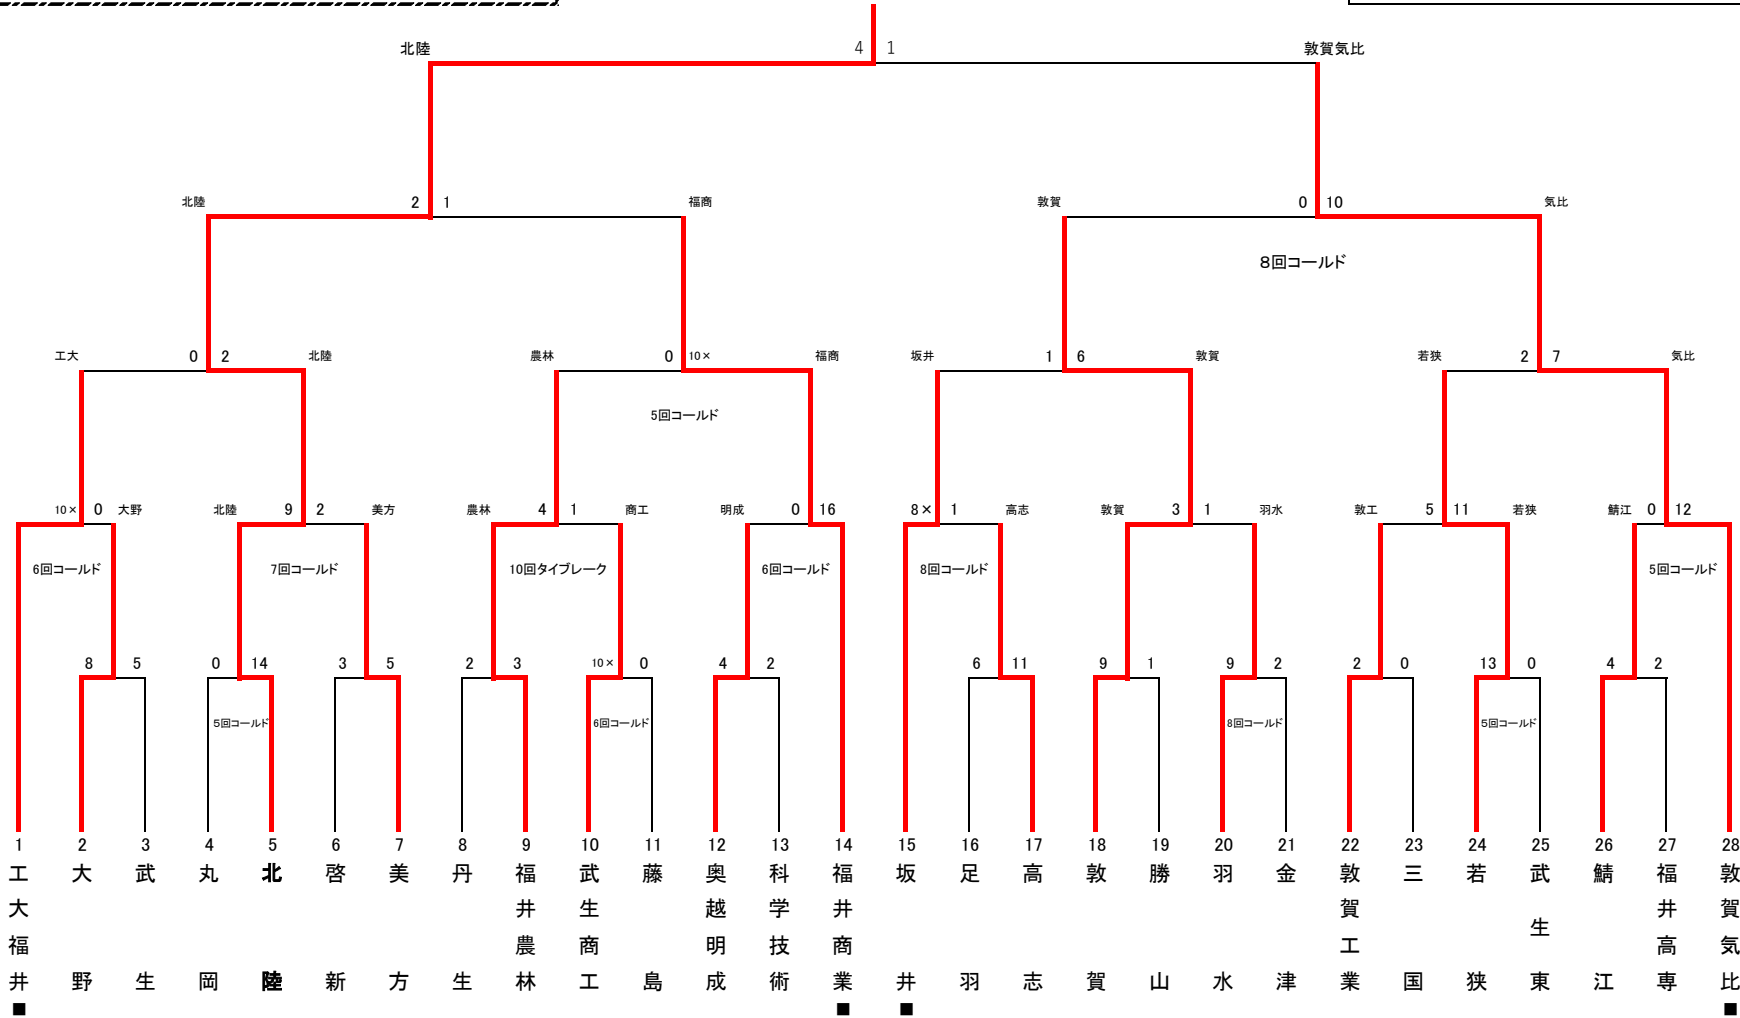 北陸 4 1 敦賀気比
北陸 2 1 福商 敦賀 0 10 気比
8回コールド
工大 0 2 北陸 農林 0 10× 福商 坂井 1 6 敦賀 若狭 2 7 気比
5回コールド
10× 0 大野 北陸 9 2 美方 農林 4 1 商工 明成 0 16 8× 1 高志 敦賀 3 1 羽水 敦工 5 11 若狭 鯖江 0 12
6回コールド 7回コールド 10回タイブレーク 6回コールド 8回コールド 5回コールド
8 5 0 14 3 5 2 3 10× 0 4 2 6 11 9 1 9 2 2 0 13 0 4 2
5回コールド 6回コールド 8回コールド 5回コールド
1 2 3 4 5 6 7 8 9 10 11 12 13 14 15 16 17 18 19 20 21 22 23 24 25 26 27 28
工大福井
大野
武生
丸岡
北陸
啓新
美方
丹生
福井農林
武生商工
藤島
奥越明成
科学技術
福井商業
坂井
足羽
高志
敦賀
勝山
羽水
金津
敦賀工業
三国
若狭
武生東
鯖江
福井高専
敦賀気比
■ ■ ■ ■